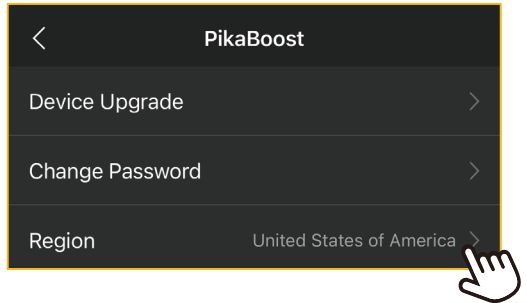 PikaBoost
Device Upgrade
Change Password
Region United States of America